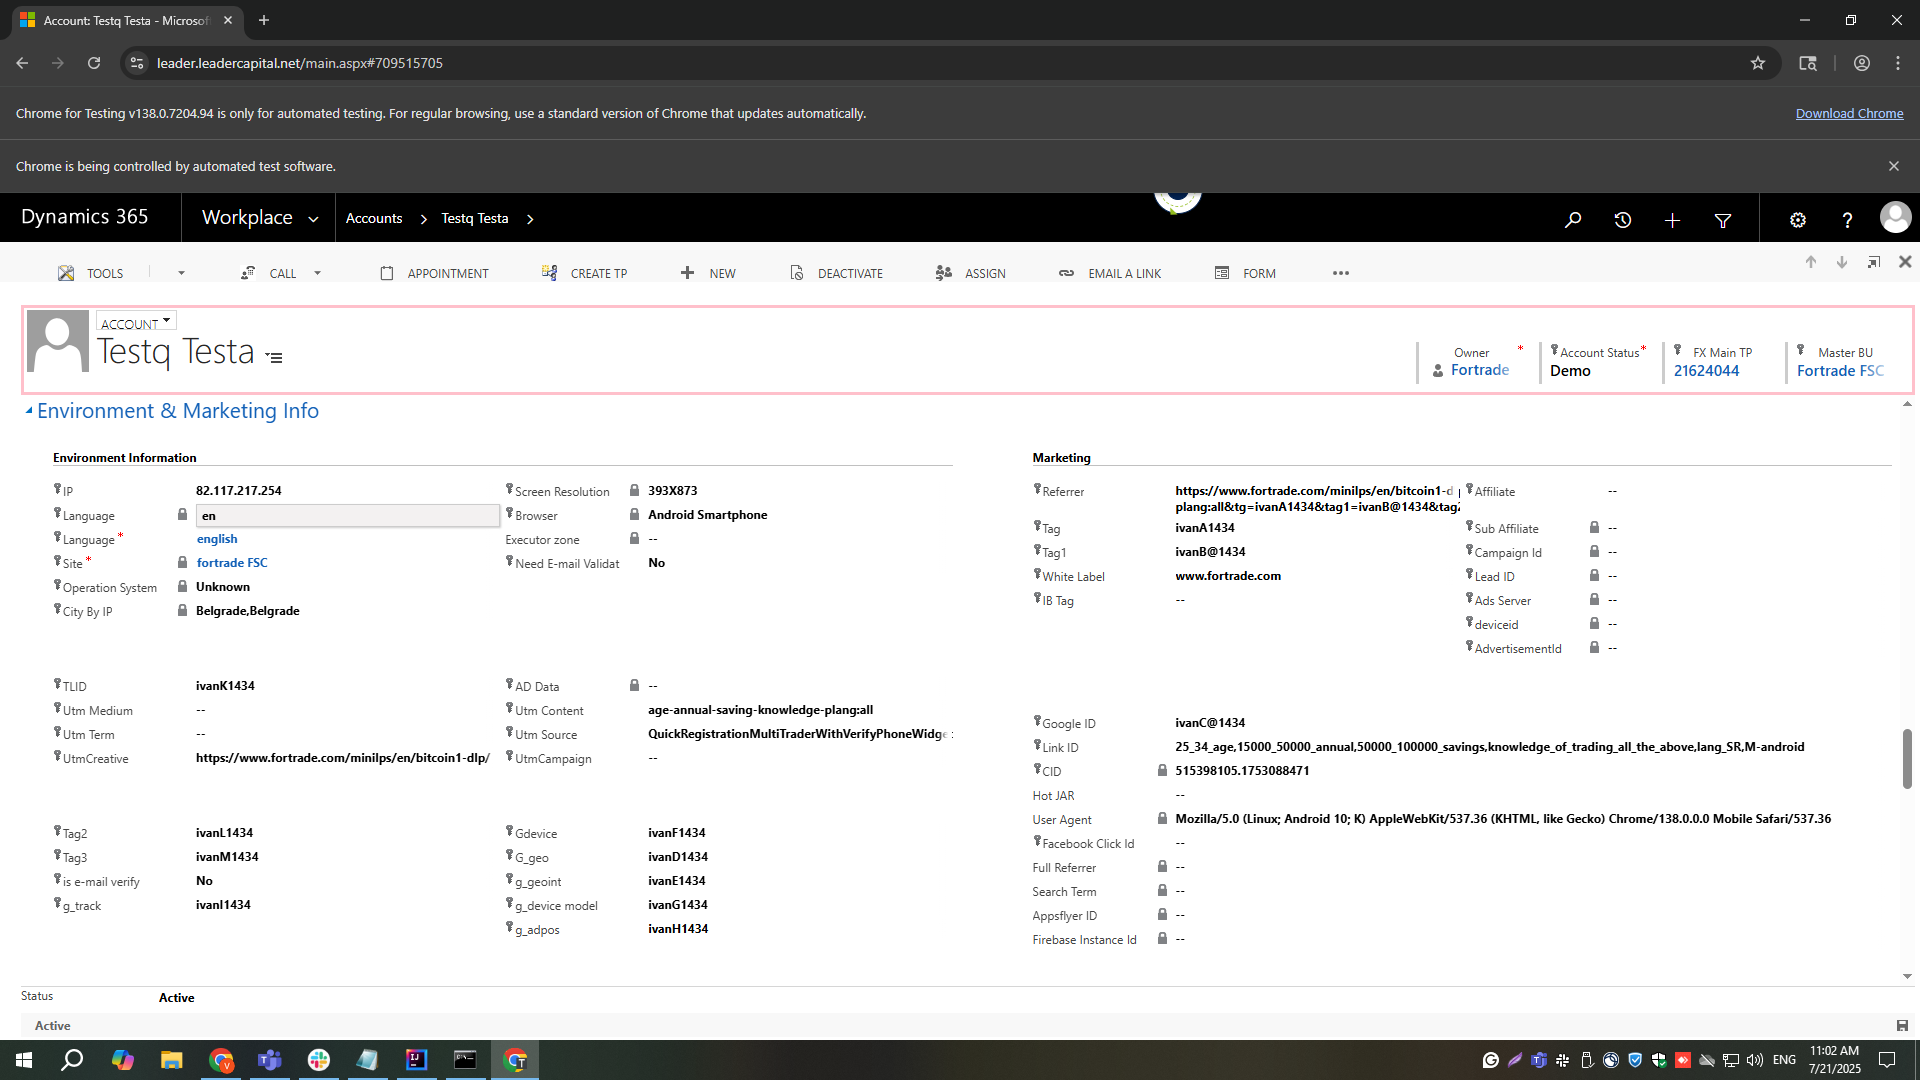 Account: Testq Testa - Microsof
leader.leadercapital.net/main.aspx#709515705
Chrome for Testing v138.0.7204.94 is only for automated testing. For regular browsing, use a standard version of Chrome that updates automatically.
Download Chrome
Chrome is being controlled by automated test software.
Dynamics 365
Workplace
Accounts
Testq Testa
TOOLS
CALL
APPOINTMENT
CREATE TP
NEW
DEACTIVATE
ASSIGN
EMAIL A LINK
FORM
ACCOUNT
Testq Testa
Owner *
Fortrade
Account Status *
Demo
FX Main TP
21624044
Master BU
Fortrade FSC
Environment & Marketing Info
Environment Information
IP 82.117.217.254
Language en
Language * english
Site * fortrade FSC
Operation System Unknown
City By IP Belgrade,Belgrade
Screen Resolution 393X873
Browser Android Smartphone
Executor zone --
Need E-mail Validat No
TLID ivanK1434
Utm Medium --
Utm Term --
UtmCreative https://www.fortrade.com/minilps/en/bitcoin1-dlp/
AD Data --
Utm Content age-annual-saving-knowledge-plang:all
Utm Source QuickRegistrationMultiTraderWithVerifyPhoneWidge
UtmCampaign --
Tag2 ivanL1434
Tag3 ivanM1434
is e-mail verify No
g_track ivanI1434
Gdevice ivanF1434
G_geo ivanD1434
g_geoint ivanE1434
g_device model ivanG1434
g_adpos ivanH1434
Marketing
Referrer https://www.fortrade.com/minilps/en/bitcoin1-d
plang:all&tg=ivanA1434&tag1=ivanB@1434&tag2
Tag ivanA1434
Tag1 ivanB@1434
White Label www.fortrade.com
IB Tag --
Affiliate --
Sub Affiliate --
Campaign Id --
Lead ID --
Ads Server --
deviceid --
AdvertisementId --
Google ID ivanC@1434
Link ID 25_34_age,15000_50000_annual,50000_100000_savings,knowledge_of_trading_all_the_above,lang_SR,M-android
CID 515398105.1753088471
Hot JAR --
User Agent Mozilla/5.0 (Linux; Android 10; K) AppleWebKit/537.36 (KHTML, like Gecko) Chrome/138.0.0.0 Mobile Safari/537.36
Facebook Click Id --
Full Referrer --
Search Term --
Appsflyer ID --
Firebase Instance Id --
Status Active
Active
ENG
11:02 AM
7/21/2025